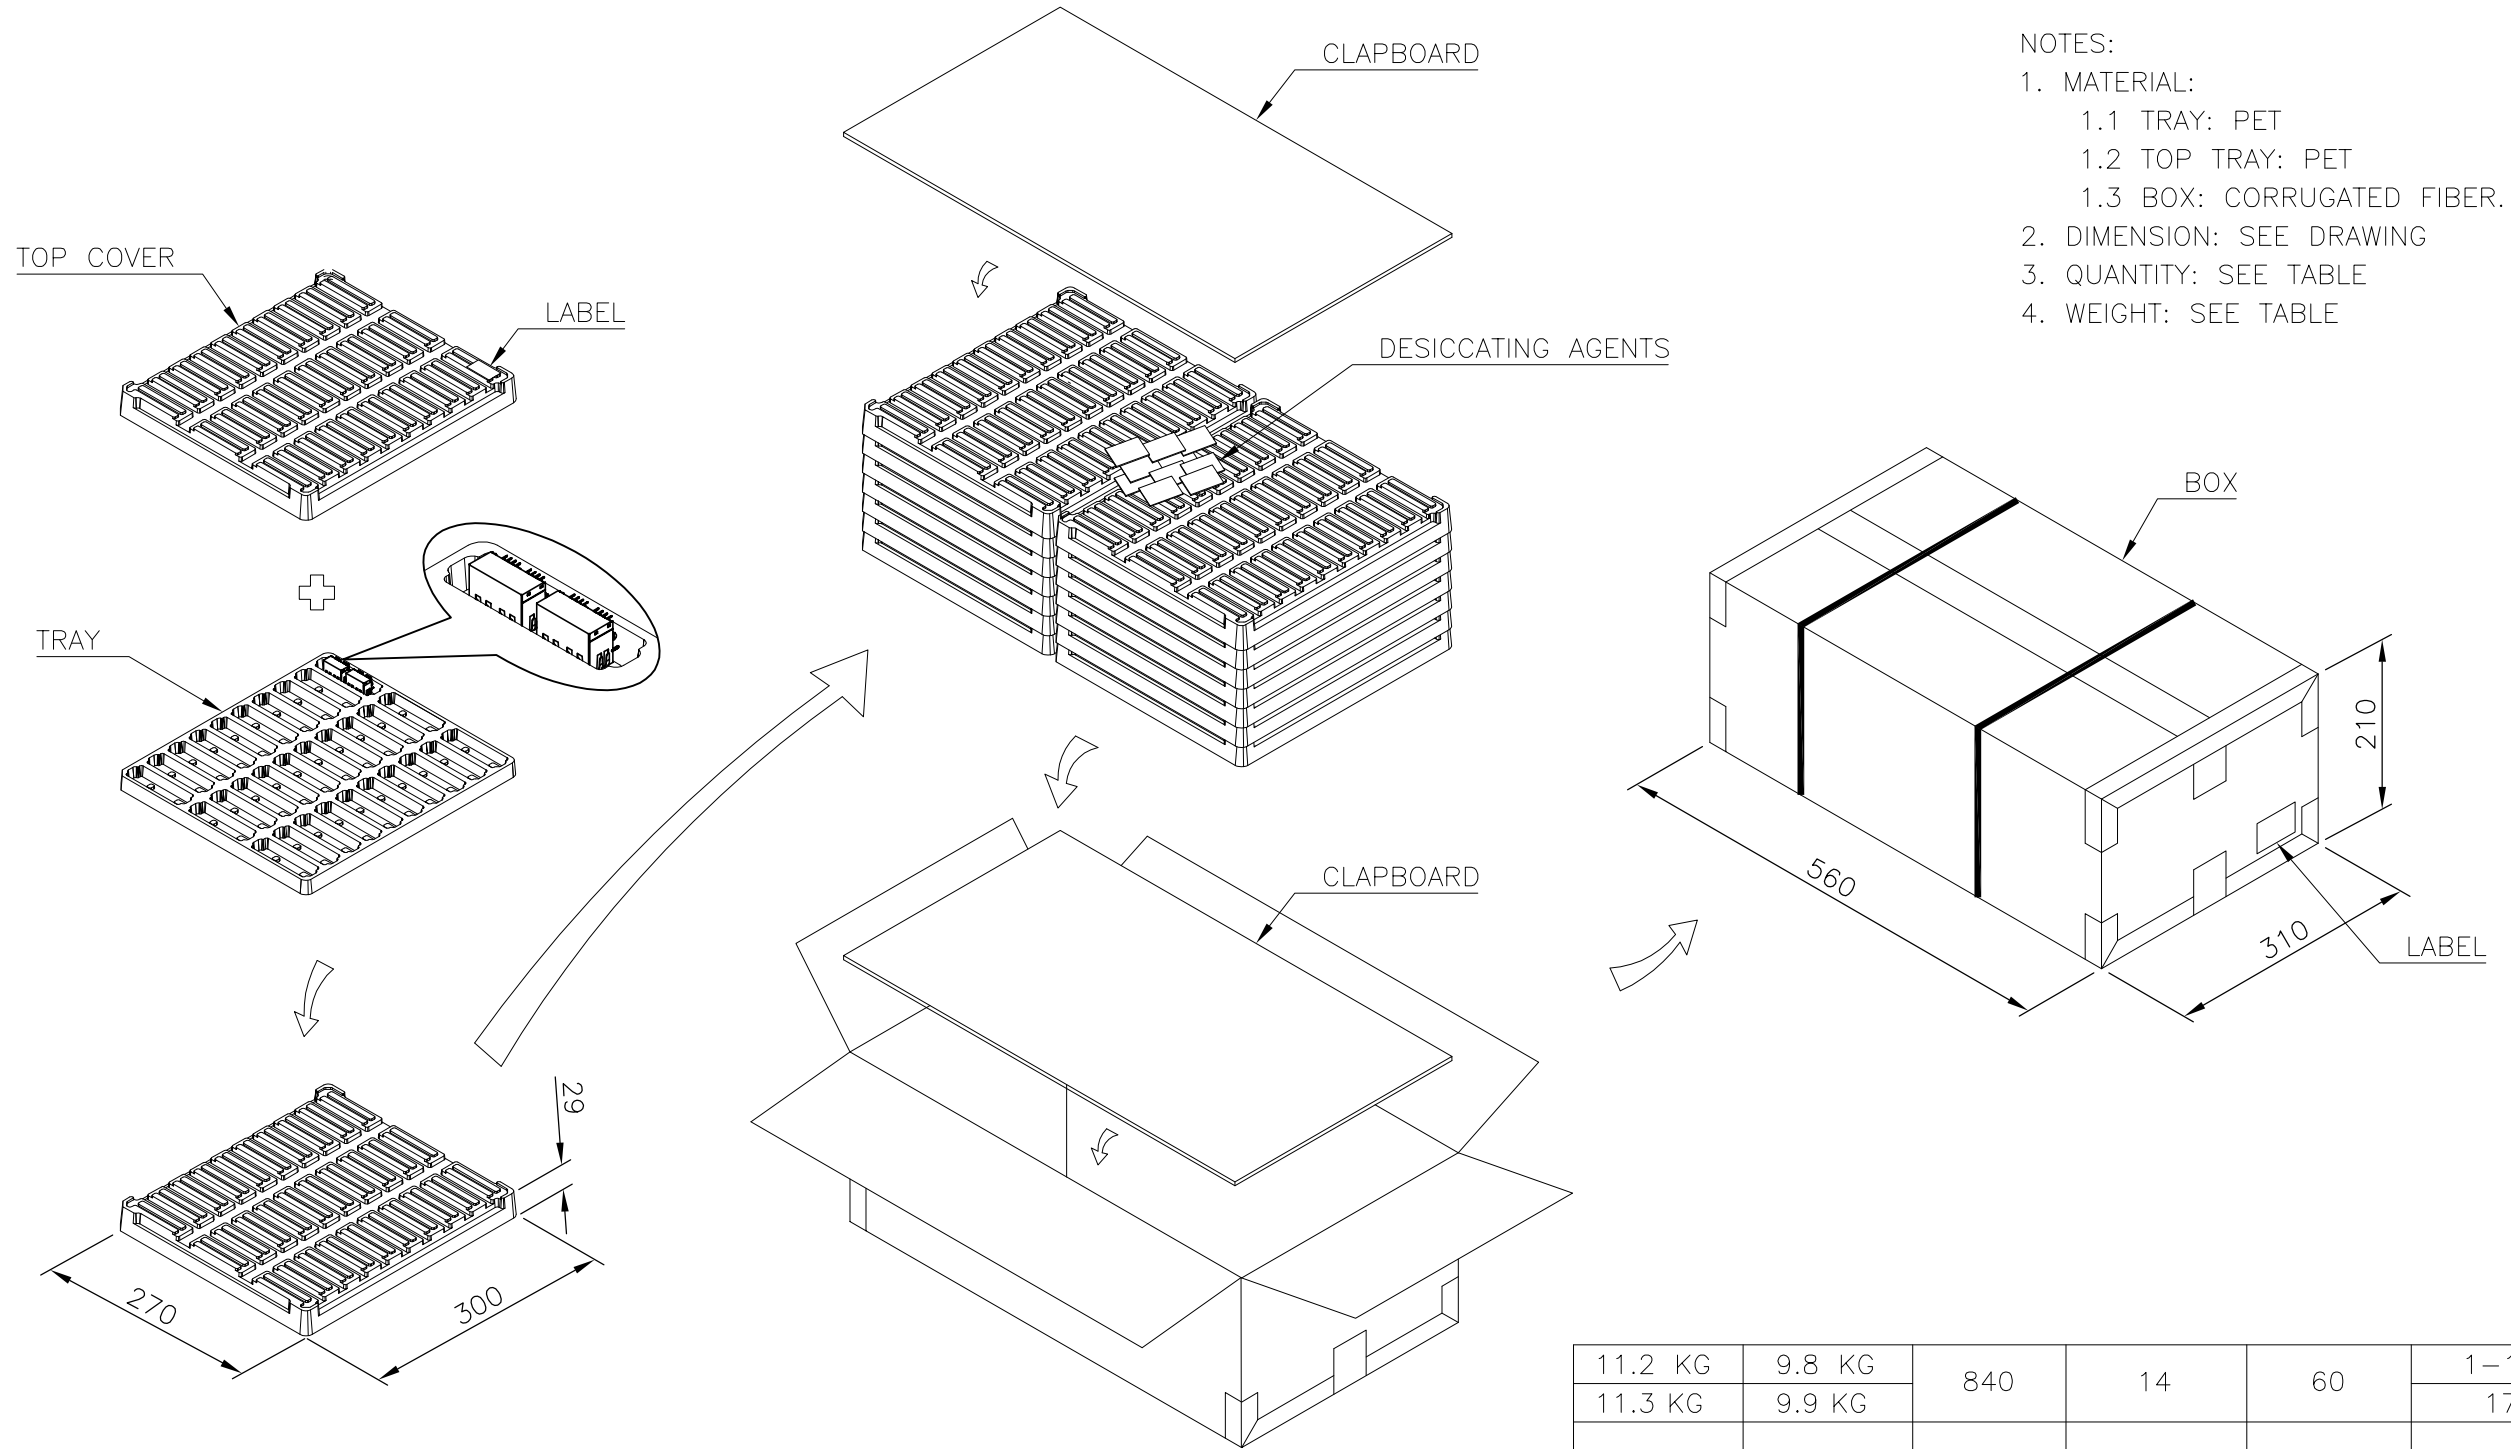 CLAPBOARD
NOTES:
1. MATERIAL:
1.1 TRAY: PET
1.2 TOP TRAY: PET
1.3 BOX: CORRUGATED FIBER.
2. DIMENSION: SEE DRAWING
3. QUANTITY: SEE TABLE
4. WEIGHT: SEE TABLE
TOP COVER
LABEL
DESICCATING AGENTS
BOX
TRAY
210
560
310
LABEL
CLAPBOARD
29
270
300
11.2 KG 9.8 KG 840 14 60
11.3 KG 9.9 KG